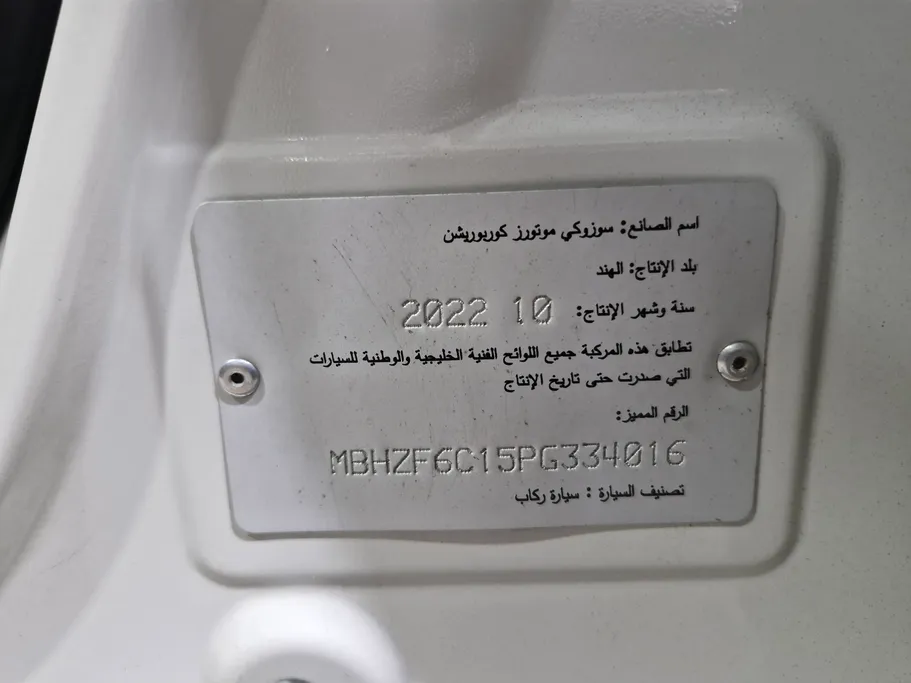 اسم الصانع: سوزوكي موتورز كوربوريشن
بلد الإنتاج: الهند
سنة وشهر الإنتاج: 10 2022
تطابق هذه المركبة جميع اللوائح الفنية الخليجية والوطنية للسيارات
التي صدرت حتى تاريخ الإنتاج
الرقم المميز:
MBHZF6C15PG334016
تصنيف السيارة : سيارة ركاب